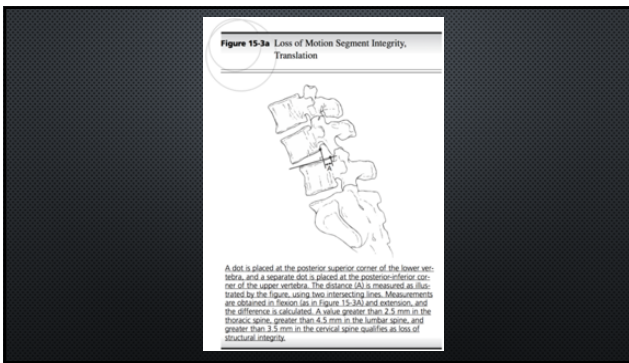 Figure 15-3a Loss of Motion Segment Integrity,
Translation
A
A dot is placed at the posterior superior corner of the lower ver-
tebra, and a separate dot is placed at the posterior-inferior cor-
ner of the upper vertebra. The distance (A) is measured as illus-
trated by the figure, using two intersecting lines. Measurements
are obtained in flexion (as in Figure 15-3A) and extension, and
the difference is calculated. A value greater than 2.5 mm in the
thoracic spine, greater than 4.5 mm in the lumbar spine, and
greater than 3.5 mm in the cervical spine qualifies as loss of
structural integrity.